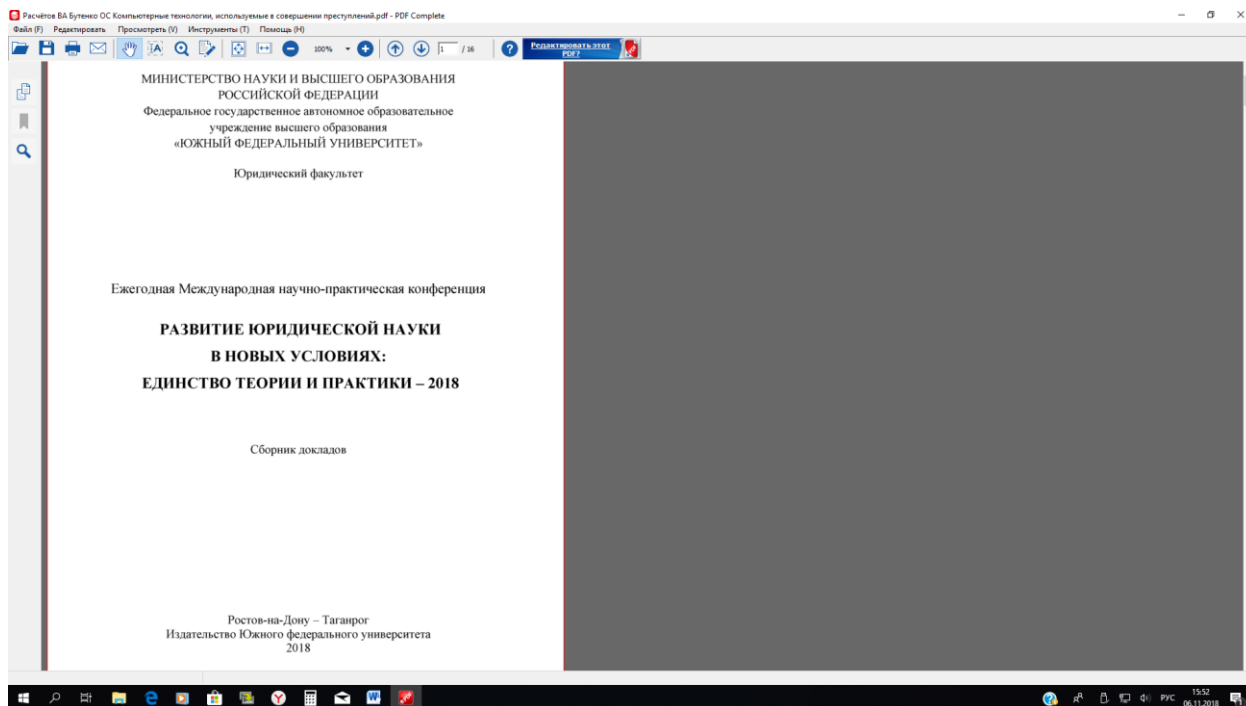 Расчётов ВА Бутенко ОС Компьютерные технологии, используемые в совершении преступлений.pdf - PDF Complete
Файл (F) Редактировать Просмотреть (V) Инструменты (T) Помощь (H)
100% 1 / 16 ? Редактировать этот
PDF?
МИНИСТЕРСТВО НАУКИ И ВЫСШЕГО ОБРАЗОВАНИЯ
РОССИЙСКОЙ ФЕДЕРАЦИИ
Федеральное государственное автономное образовательное
учреждение высшего образования
«ЮЖНЫЙ ФЕДЕРАЛЬНЫЙ УНИВЕРСИТЕТ»
Юридический факультет
Ежегодная Международная научно-практическая конференция
РАЗВИТИЕ ЮРИДИЧЕСКОЙ НАУКИ
В НОВЫХ УСЛОВИЯХ:
ЕДИНСТВО ТЕОРИИ И ПРАКТИКИ – 2018
Сборник докладов
Ростов-на-Дону – Таганрог
Издательство Южного федерального университета
2018
РУС 15:52
06.11.2018